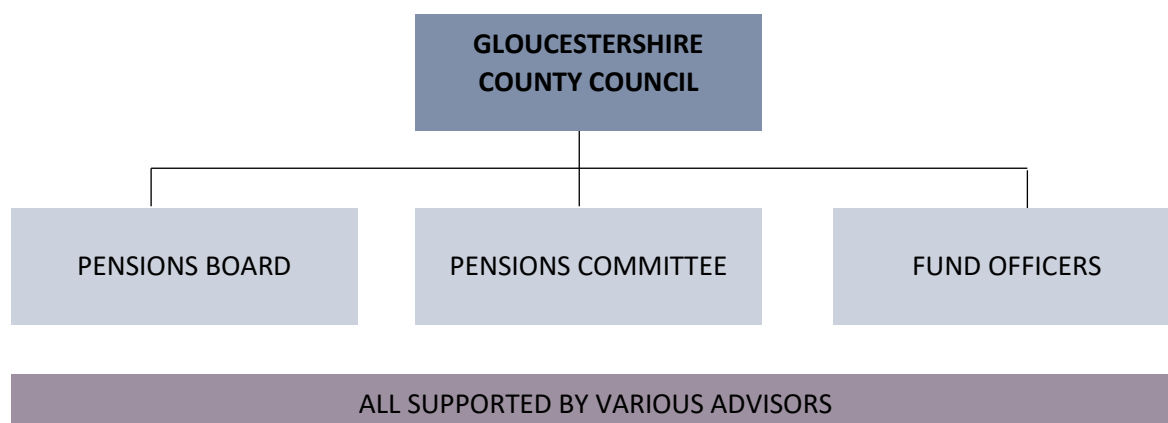 GLOUCESTERSHIRE
COUNTY COUNCIL
PENSIONS BOARD
PENSIONS COMMITTEE
FUND OFFICERS
ALL SUPPORTED BY VARIOUS ADVISORS